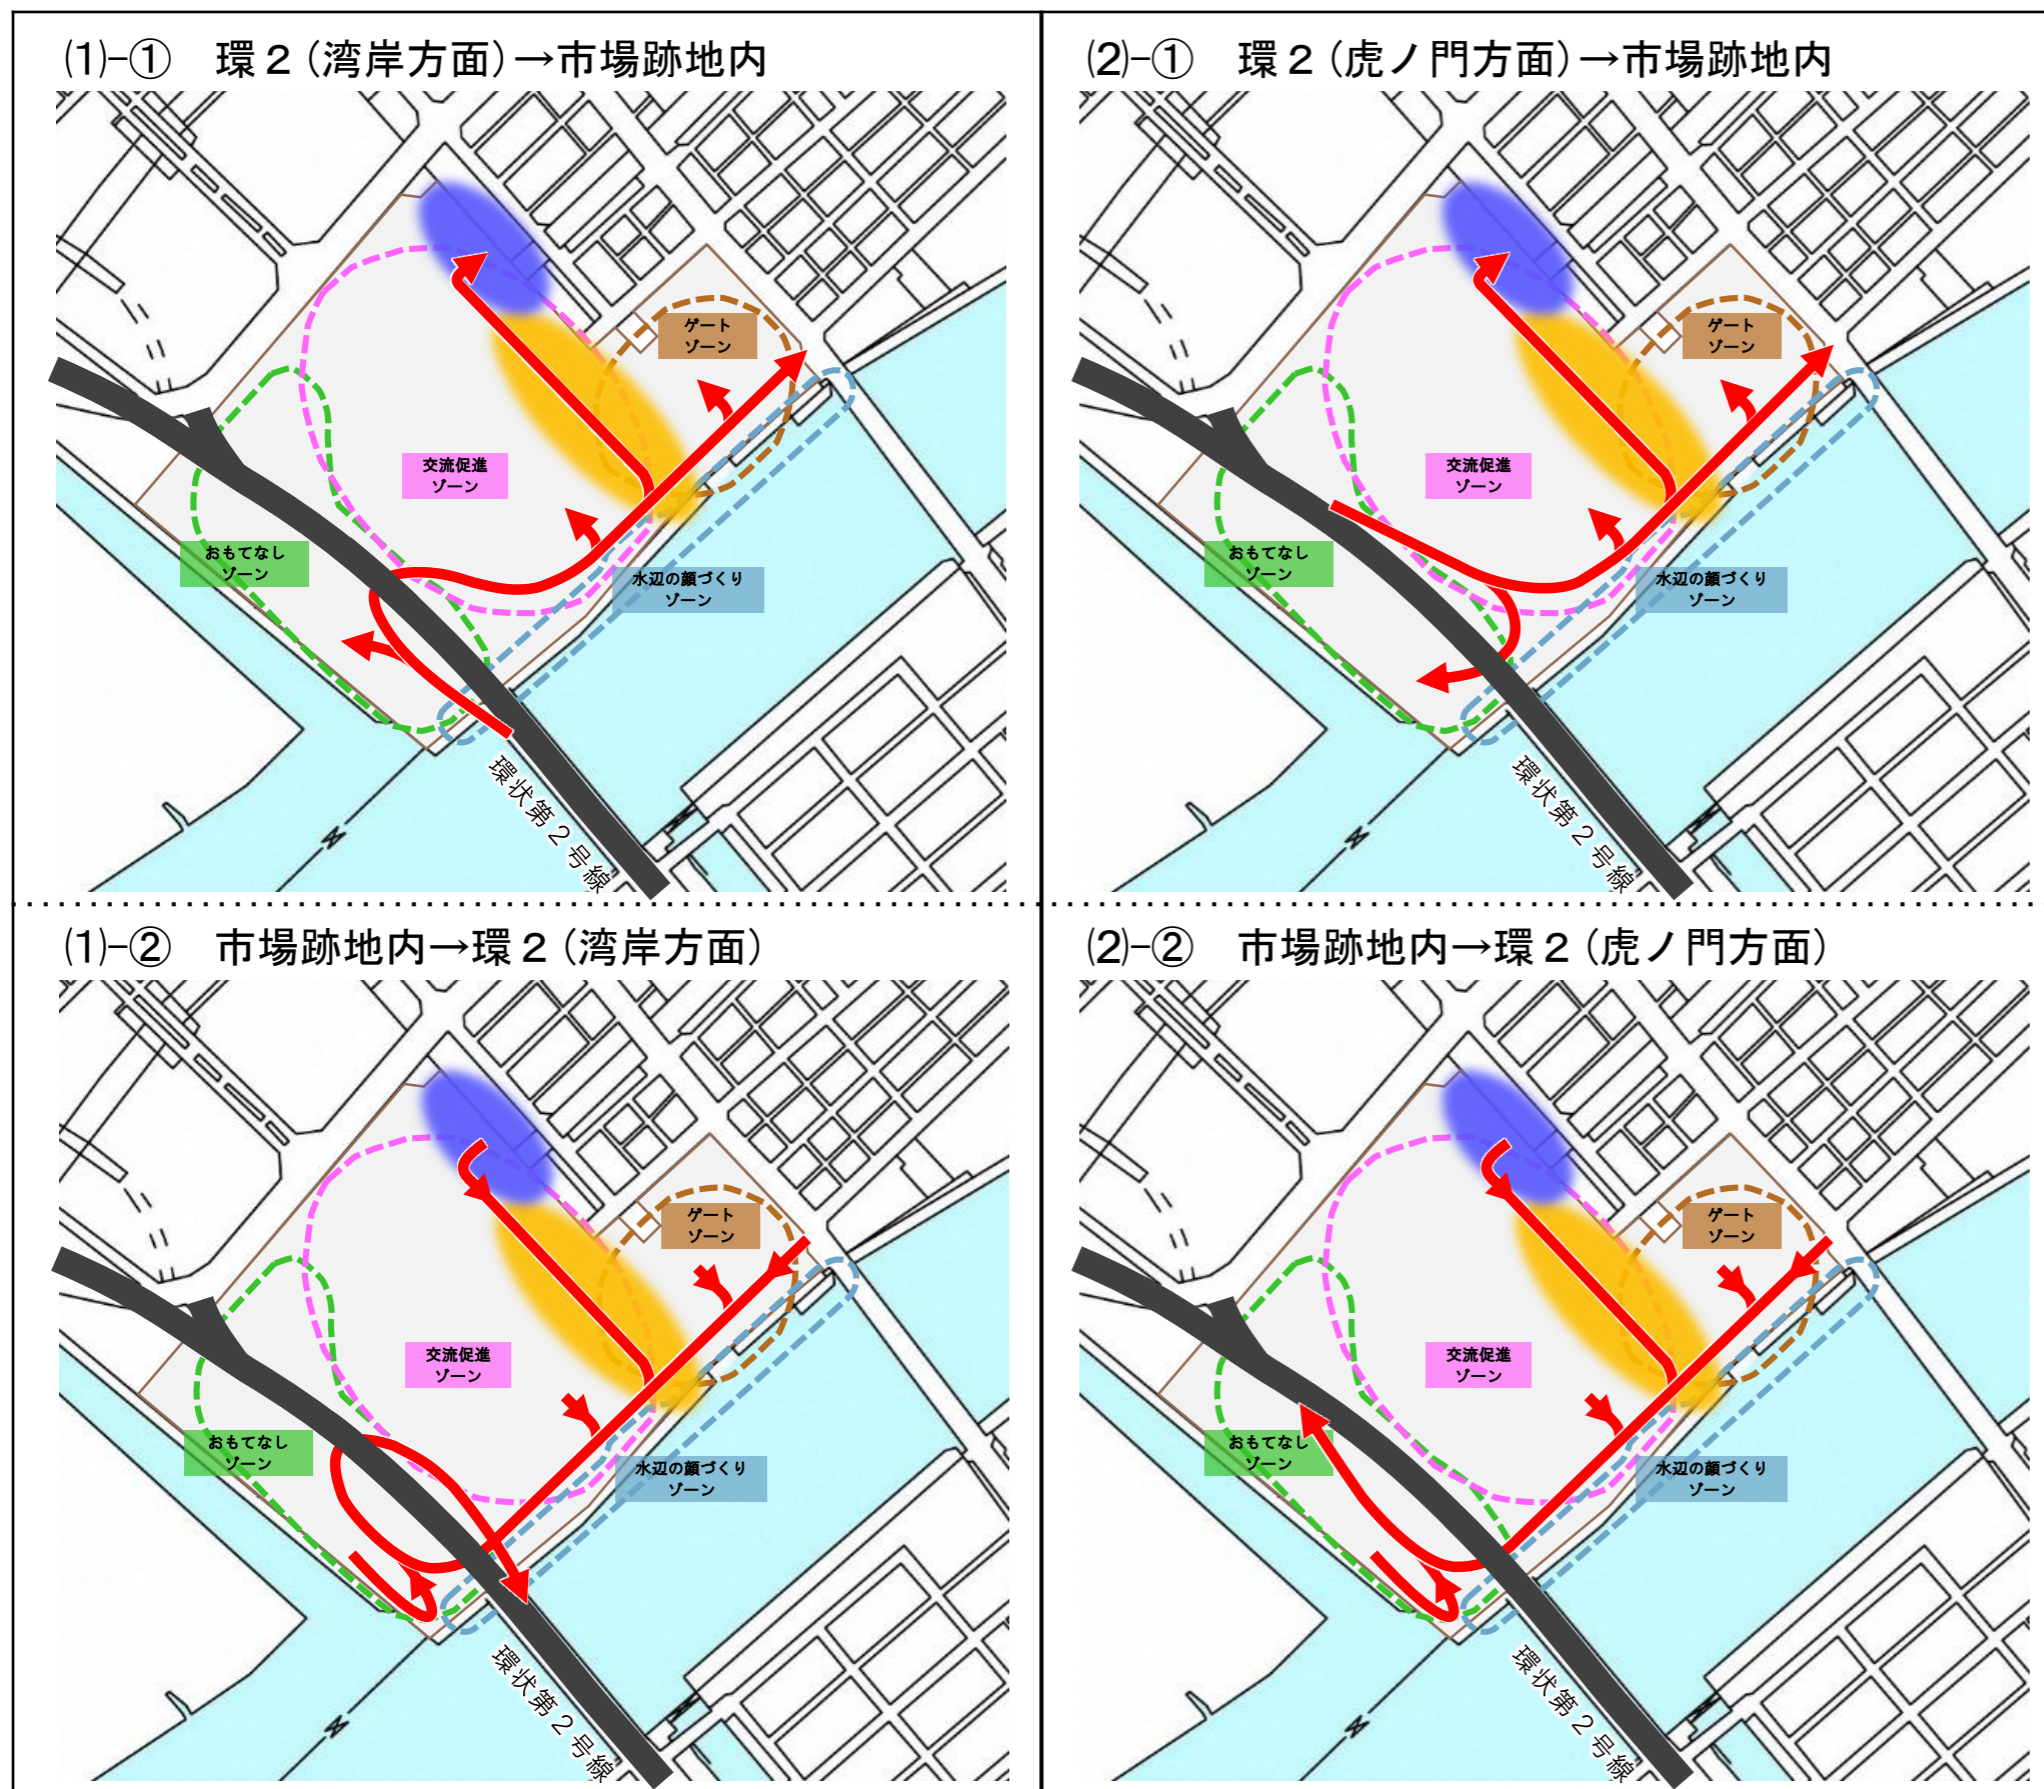 (1)-①　環２（湾岸方面）→市場跡地内
ゲート
ゾーン
交流促進
ゾーン
おもてなし
ゾーン
水辺の顔づくり
ゾーン
環状第２号線
(2)-①　環２（虎ノ門方面）→市場跡地内
ゲート
ゾーン
交流促進
ゾーン
おもてなし
ゾーン
水辺の顔づくり
ゾーン
環状第２号線
(1)-②　市場跡地内→環２（湾岸方面）
ゲート
ゾーン
交流促進
ゾーン
おもてなし
ゾーン
水辺の顔づくり
ゾーン
環状第２号線
(2)-②　市場跡地内→環２（虎ノ門方面）
ゲート
ゾーン
交流促進
ゾーン
おもてなし
ゾーン
水辺の顔づくり
ゾーン
環状第２号線